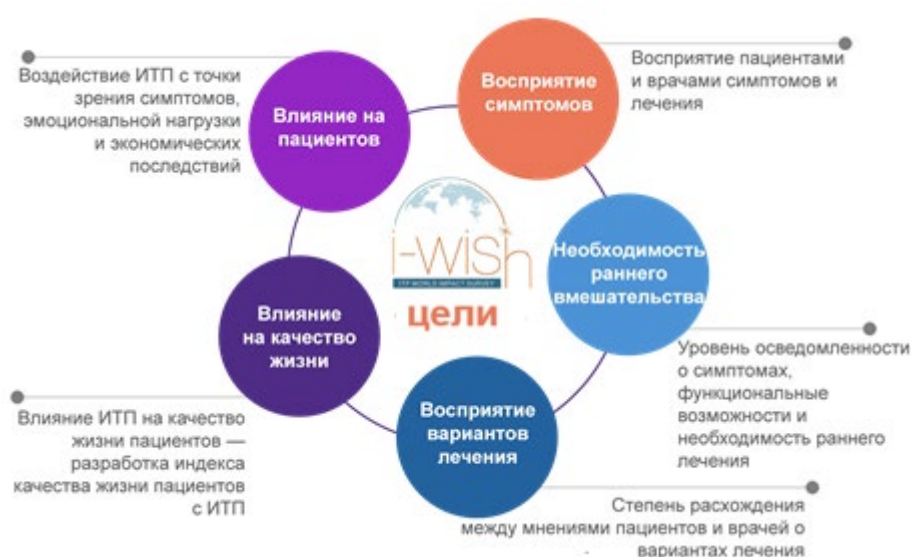 Воздействие ИТП с точки
зрения симптомов,
эмоциональной нагрузки
и экономических
последствий
Влияние на
пациентов
Восприятие
симптомов
Восприятие пациентами
и врачами симптомов и
лечения
i-WiSh
ITP WORLD IMPACT SURVEY
цели
Необходимость
раннего
вмешательства
Уровень осведомленности
о симптомах,
функциональные
возможности и
необходимость раннего
лечения
Влияние
на качество
жизни
Влияние ИТП на качество
жизни пациентов —
разработка индекса
качества жизни пациентов
с ИТП
Восприятие
вариантов
лечения
Степень расхождения
между мнениями пациентов и врачей о
вариантах лечения